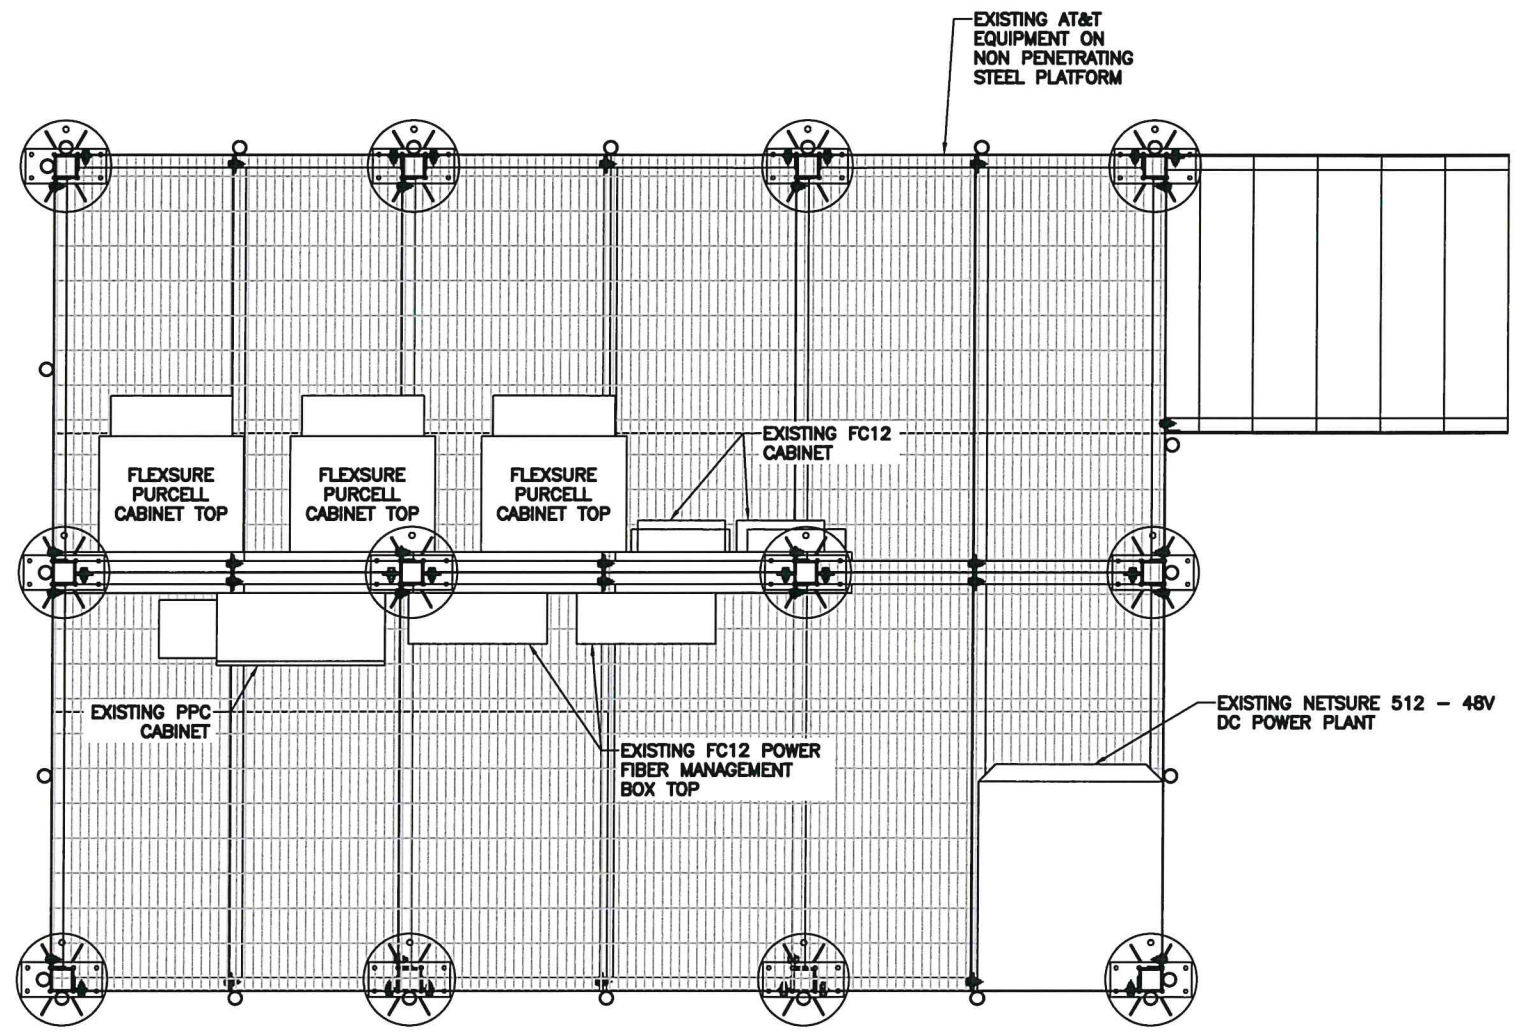 EXISTING AT&T
EQUIPMENT ON
NON PENETRATING
STEEL PLATFORM
EXISTING FC12
CABINET
FLEXSURE
PURCELL
CABINET TOP
FLEXSURE
PURCELL
CABINET TOP
FLEXSURE
PURCELL
CABINET TOP
EXISTING PPC
CABINET
EXISTING FC12 POWER
FIBER MANAGEMENT
BOX TOP
EXISTING NETSURE 512 – 48V
DC POWER PLANT